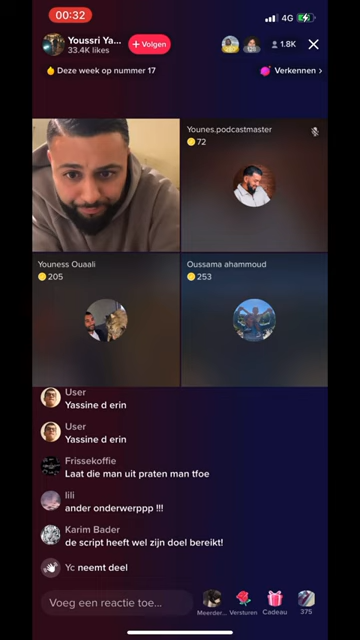 00:32
4G
Youssri Ya...
33.4K likes
+ Volgen
1.8K
Deze week op nummer 17
Verkennen >
Younes.podcastmaster
72
Youness Ouaali
205
Oussama ahammoud
253
User
Yassine d erin
User
Yassine d erin
Frissekoffie
Laat die man uit praten man tfoe
lili
ander onderwerppp !!!
Karim Bader
de script heeft wel zijn doel bereikt!
Yc neemt deel
Voeg een reactie toe...
Meerder...
Versturen
Cadeau
375